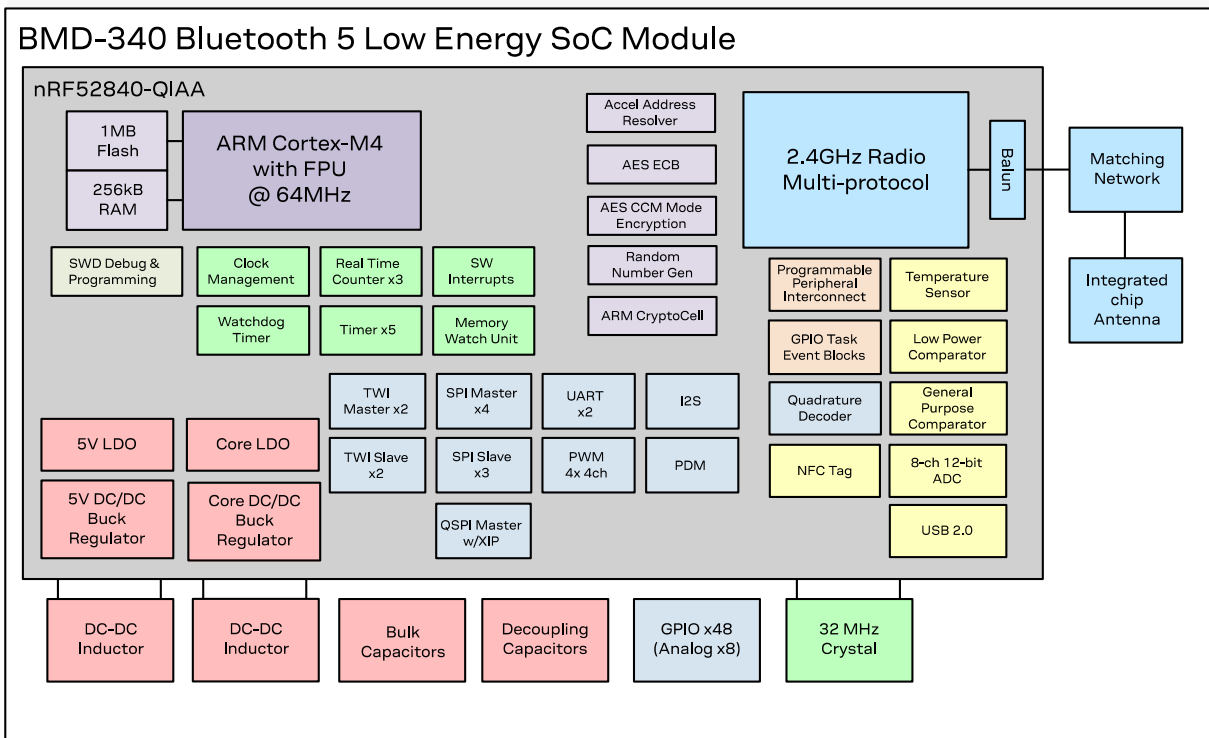 BMD-340 Bluetooth 5 Low Energy SoC Module
nRF52840-QIAA
1MB
Flash
256kB
RAM
ARM Cortex-M4
with FPU
@ 64MHz
Accel Address
Resolver
AES ECB
AES CCM Mode
Encryption
Random
Number Gen
ARM CryptoCell
2.4GHz Radio
Multi-protocol
Balun
Matching
Network
Integrated
chip
Antenna
SWD Debug &
Programming
Clock
Management
Real Time
Counter x3
SW
Interrupts
Watchdog
Timer
Timer x5
Memory
Watch Unit
Programmable
Peripheral
Interconnect
Temperature
Sensor
GPIO Task
Event Blocks
Low Power
Comparator
Quadrature
Decoder
General
Purpose
Comparator
NFC Tag
8-ch 12-bit
ADC
USB 2.0
TWI
Master x2
SPI Master
x4
UART
x2
I2S
TWI Slave
x2
SPI Slave
x3
PWM
4x 4ch
PDM
QSPI Master
w/XIP
5V LDO
Core LDO
5V DC/DC
Buck
Regulator
Core DC/DC
Buck
Regulator
DC-DC
Inductor
DC-DC
Inductor
Bulk
Capacitors
Decoupling
Capacitors
GPIO x48
(Analog x8)
32 MHz
Crystal